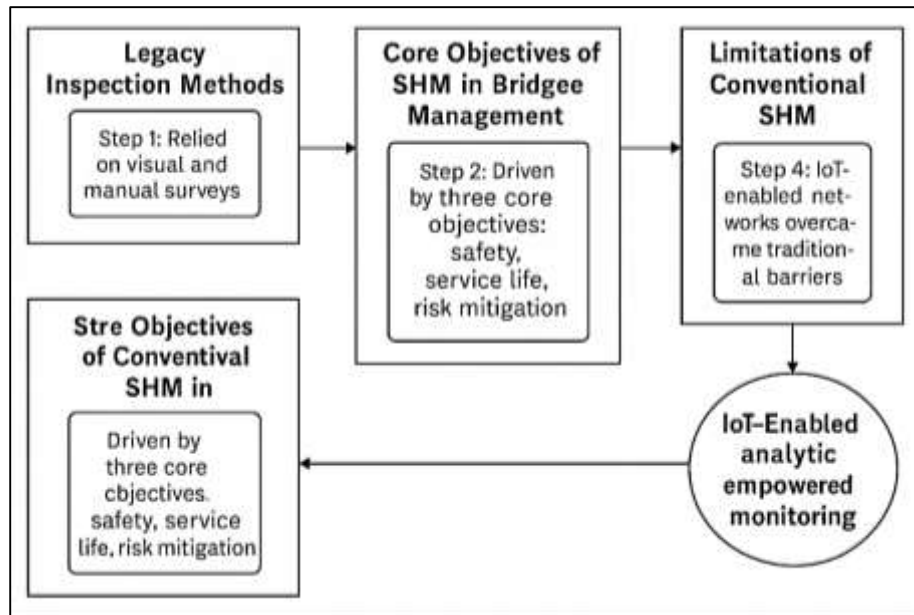 Legacy
Inspection Methods
Step 1: Relied
on visual and
manual surveys
Core Objectives of
SHM in Bridgee
Management
Step 2: Driven
by three core
objectives:
safety,
service life,
risk mitigation
Limitations of
Conventional
SHM
Step 4: IoT-
enabled net-
works overca-
me tradition-
al barriers
Stre Objectives
of Conventival
SHM in
Driven by
three core
cbjectives.
safety, service
life, risk mitigation
IoT-Enabled
analytic
empowered
monitoring